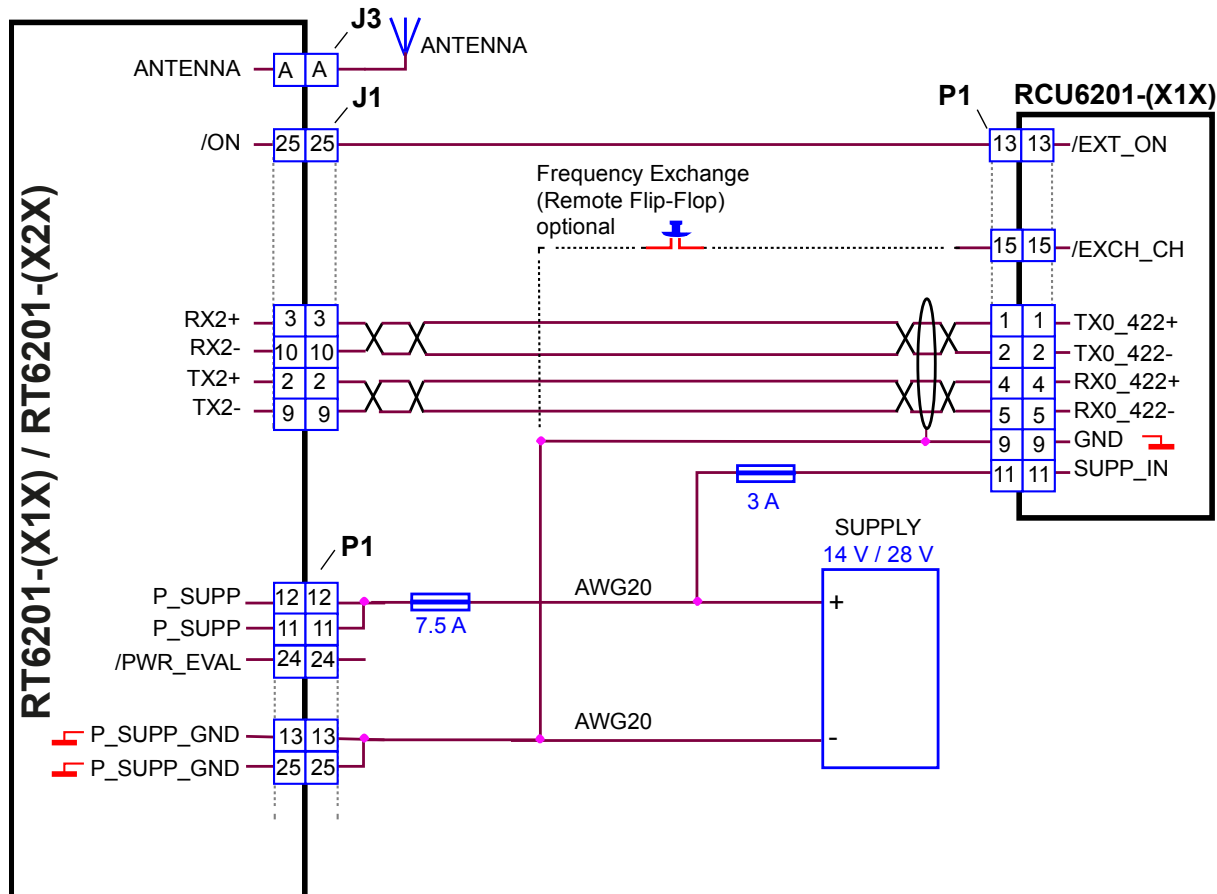 J3
ANTENNA
ANTENNA
A A
J1
P1
RCU6201-(X1X)
/ON
25 25
13 13
/EXT_ON
Frequency Exchange
(Remote Flip-Flop)
optional
15 15
/EXCH_CH
RT6201-(X1X) / RT6201-(X2X)
RX2+
3 3
1 1
TX0_422+
RX2-
10 10
2 2
TX0_422-
TX2+
2 2
4 4
RX0_422+
TX2-
9 9
5 5
RX0_422-
9 9
GND
11 11
SUPP_IN
3 A
SUPPLY
14 V / 28 V
P1
P_SUPP
12 12
AWG20
+
P_SUPP
11 11
7.5 A
/PWR_EVAL
24 24
P_SUPP_GND
13 13
AWG20
-
P_SUPP_GND
25 25